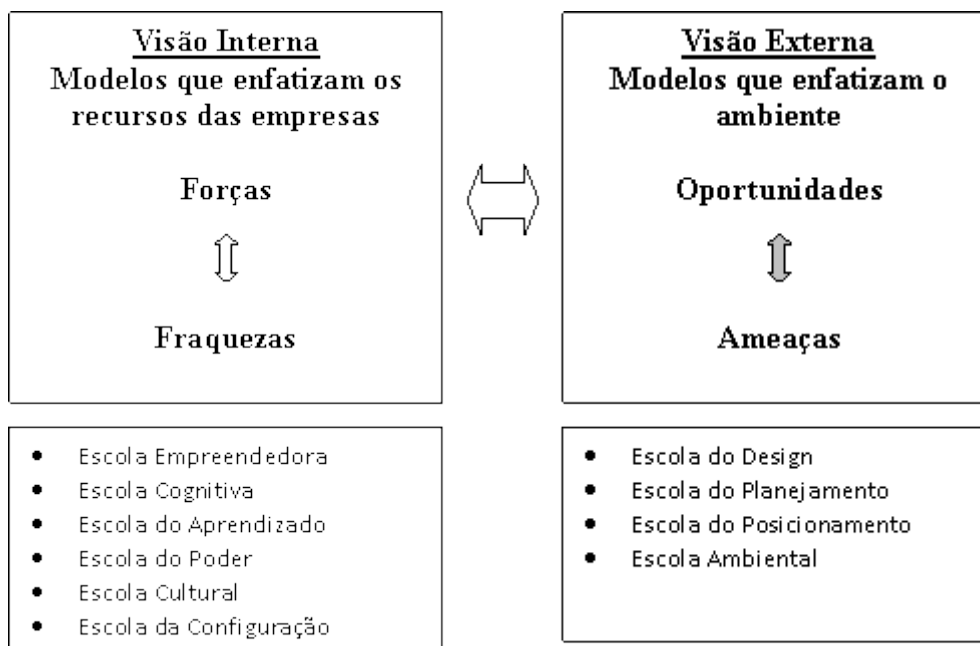 Visão Interna
Modelos que enfatizam os
recursos das empresas
Forças
Fraquezas
Visão Externa
Modelos que enfatizam o
ambiente
Oportunidades
Ameaças
• Escola Empreendedora
• Escola Cognitiva
• Escola do Aprendizado
• Escola do Poder
• Escola Cultural
• Escola da Configuração
• Escola do Design
• Escola do Planejamento
• Escola do Posicionamento
• Escola Ambiental